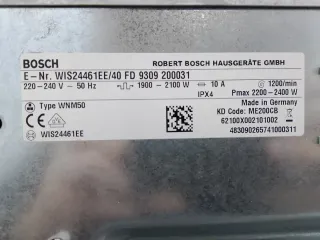 BOSCH ROBERT BOSCH HAUSGERÄTE GmbH
E-Nr. WIS24461EE/40 FD 9309 200031
220-240 V ~ 50 Hz 1900 - 2100 W 10 A 1200/min
IPX4 Pmax 2200-2400 W
Type WNM50 Made in Germany
KD Code: ME200CB
62100X002101002
WIS24461EE 483090265741000311